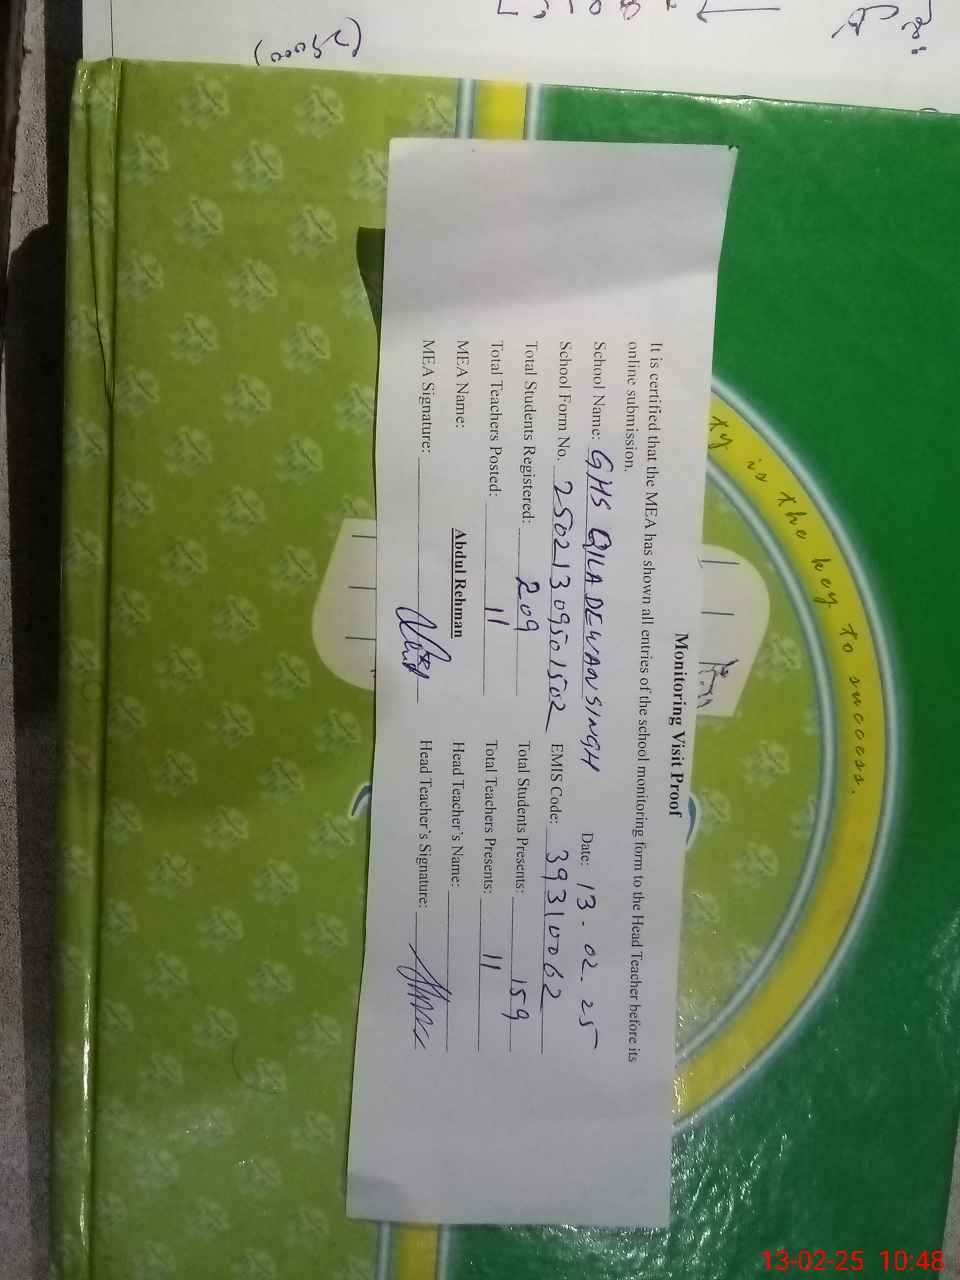 Monitoring Visit Proof
It is certified that the MEA has shown all entries of the school monitoring form to the Head Teacher before its
online submission.
School Name: GHS QILA DEWAN SINGH Date: 13.02.25
School Form No. 25021309501502 EMIS Code: 39310062
Total Students Registered: 209 Total Students Presents: 159
Total Teachers Posted: 11 Total Teachers Presents: 11
MEA Name: Abdul Rehman Head Teacher's Name:
MEA Signature: Head Teacher's Signature:
ty is the key to success.
13-02-25 10:48